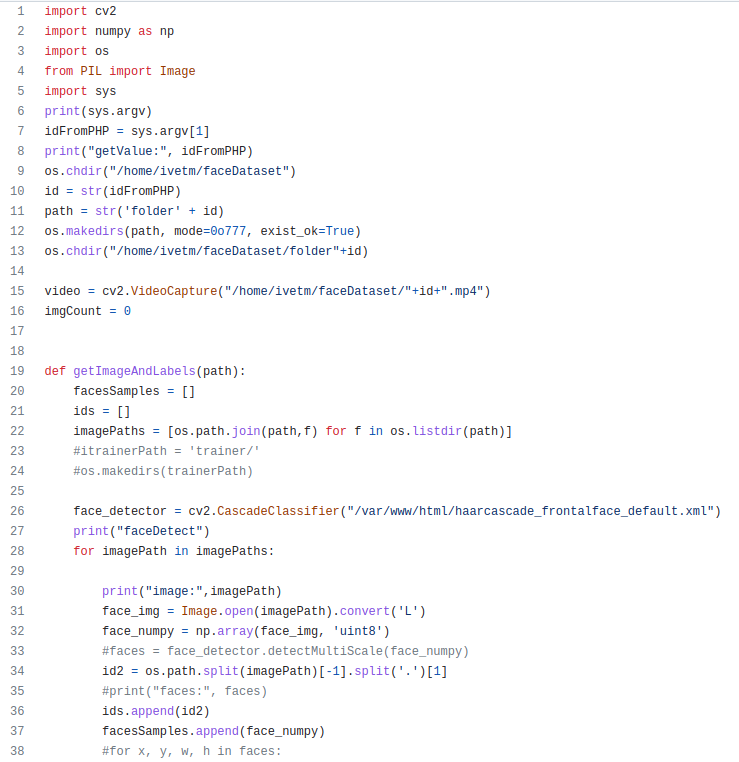 1 import cv2
2 import numpy as np
3 import os
4 from PIL import Image
5 import sys
6 print(sys.argv)
7 idFromPHP = sys.argv[1]
8 print("getValue:", idFromPHP)
9 os.chdir("/home/ivetm/faceDataset")
10 id = str(idFromPHP)
11 path = str('folder' + id)
12 os.makedirs(path, mode=0o777, exist_ok=True)
13 os.chdir("/home/ivetm/faceDataset/folder"+id)
14
15 video = cv2.VideoCapture("/home/ivetm/faceDataset/"+id+".mp4")
16 imgCount = 0
17
18
19 def getImageAndLabels(path):
20     facesSamples = []
21     ids = []
22     imagePaths = [os.path.join(path,f) for f in os.listdir(path)]
23     #itrainerPath = 'trainer/'
24     #os.makedirs(trainerPath)
25
26     face_detector = cv2.CascadeClassifier("/var/www/html/haarcascade_frontalface_default.xml")
27     print("faceDetect")
28     for imagePath in imagePaths:
29
30         print("image:",imagePath)
31         face_img = Image.open(imagePath).convert('L')
32         face_numpy = np.array(face_img, 'uint8')
33         #faces = face_detector.detectMultiScale(face_numpy)
34         id2 = os.path.split(imagePath)[-1].split('.')[1]
35         #print("faces:", faces)
36         ids.append(id2)
37         facesSamples.append(face_numpy)
38         #for x, y, w, h in faces: